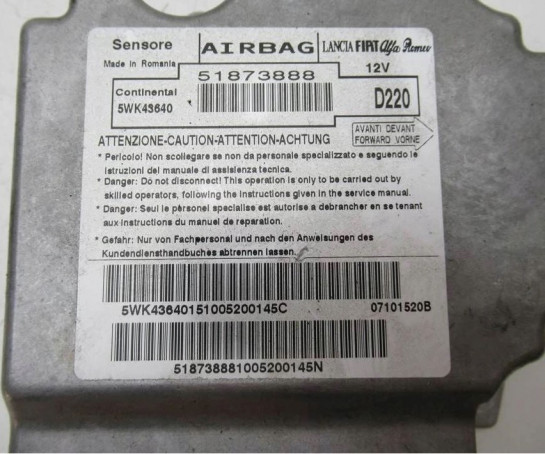 Sensore AIRBAG LANCIA FIAT Alfa Romeo
Made in Romania 51873888 12V
Continental
5WK43640 D220
ATTENZIONE-CAUTION-ATTENTION-ACHTUNG
AVANTI DEVANT
FORWARD VORNE
* Pericolo! Non scollegare se non da personale specializzato e seguendo le
istruzioni del manuale di assistenza tecnica.
* Danger: Do not disconnect! This operation is only to be carried out by
skilled operators, following the instructions given in the service manual.
* Danger: Seul le personel specialise est autorise a debrancher en se tenant
aux instructions du manuel de reparation.
* Gefahr: Nur von Fachpersonal und nach den Anweisungen des
Kundendiensthandbuches abtrennen lassen.
5WK43640151005200145C 07101520B
518738881005200145N